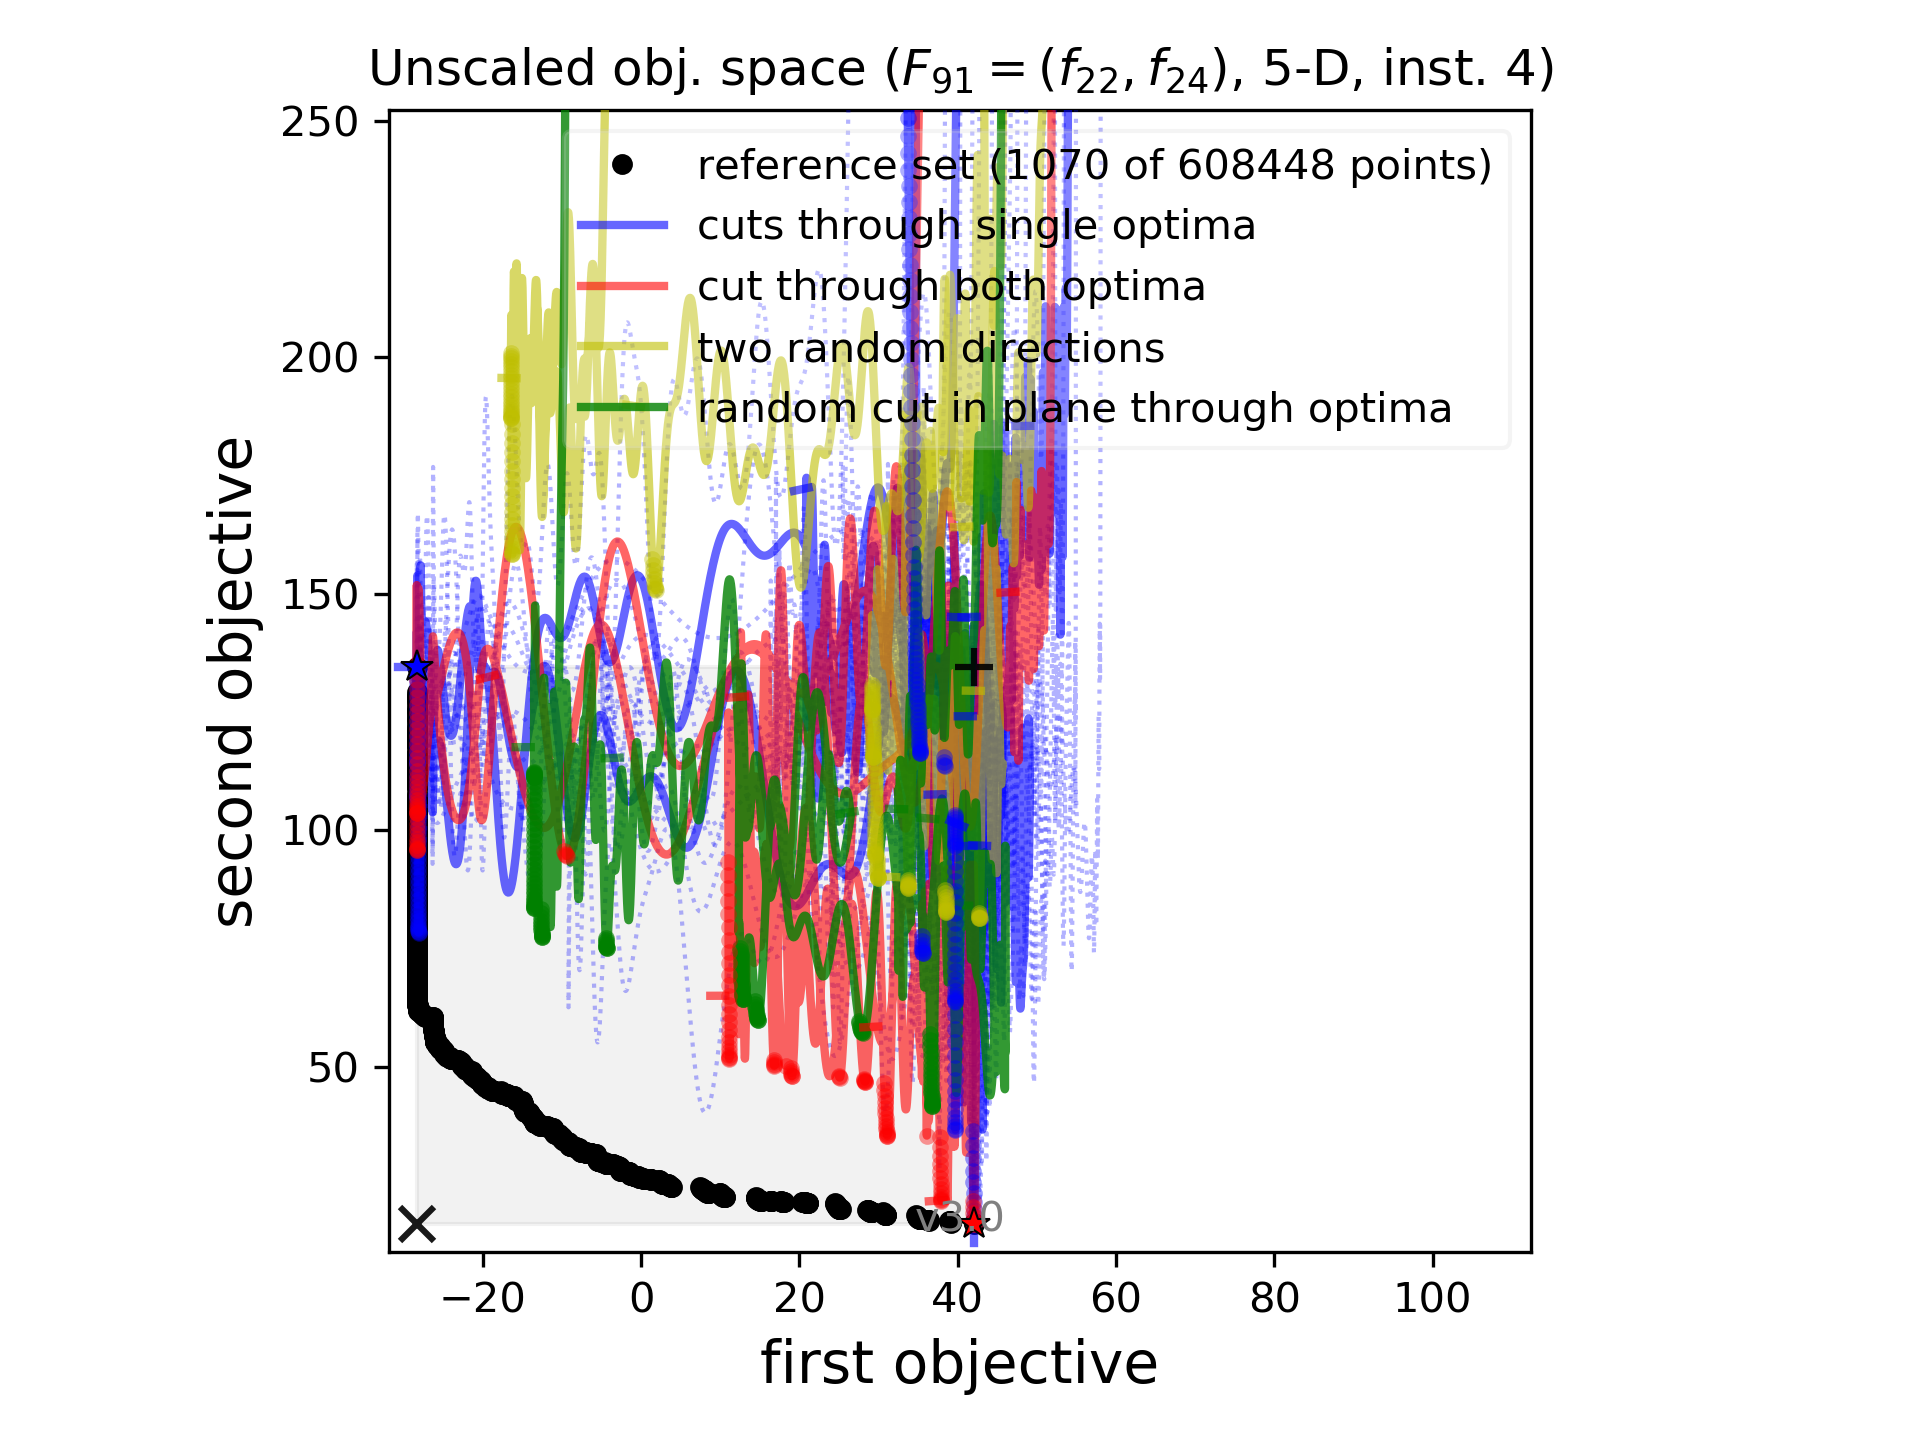 Unscaled obj. space (F₉₁ = (f₂₂, f₂₄), 5-D, inst. 4)
250
200
150
100
50
second objective
reference set (1070 of 608448 points)
cuts through single optima
cut through both optima
two random directions
random cut in plane through optima
v3.0
−20 0 20 40 60 80 100
first objective